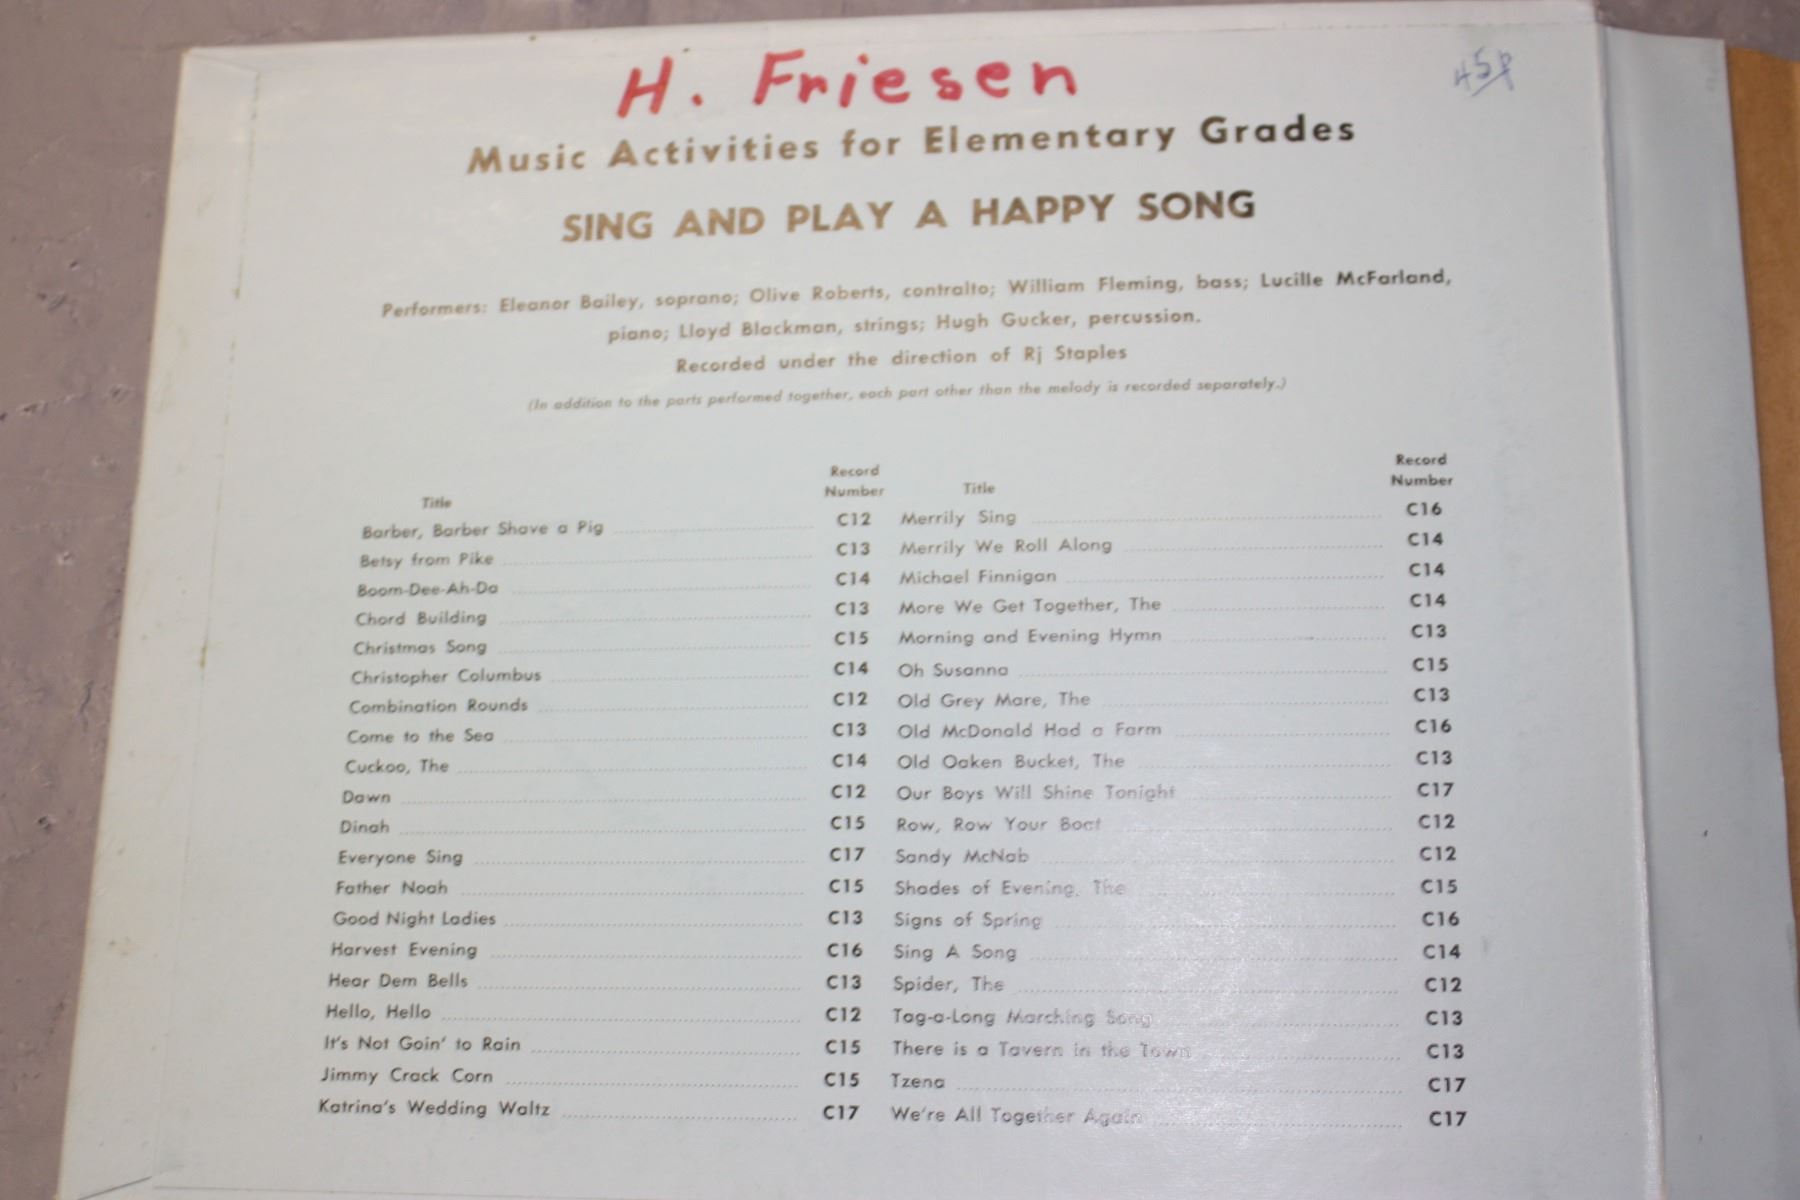 H. Friesen
Music Activities for Elementary Grades
SING AND PLAY A HAPPY SONG
Performers: Eleanor Bailey, soprano; Olive Roberts, contralto; William Fleming, bass; Lucille McFarland,
piano; Lloyd Blackman, strings; Hugh Gucker, percussion.
Recorded under the direction of Rj Staples
(In addition to the parts performed together, each part other than the melody is recorded separately.)
Title Record Number
Barber, Barber Shave a Pig C12
Betsy from Pike C13
Boom-Dee-Ah-Da C14
Chord Building C13
Christmas Song C15
Christopher Columbus C14
Combination Rounds C12
Come to the Sea C13
Cuckoo, The C14
Dawn C12
Dinah C15
Everyone Sing C17
Father Noah C15
Good Night Ladies C13
Harvest Evening C16
Hear Dem Bells C13
Hello, Hello C12
It's Not Goin' to Rain C15
Jimmy Crack Corn C15
Katrina's Wedding Waltz C17
Title Record Number
Merrily Sing C16
Merrily We Roll Along C14
Michael Finnigan C14
More We Get Together, The C14
Morning and Evening Hymn C13
Oh Susanna C15
Old Grey Mare, The C13
Old McDonald Had a Farm C16
Old Oaken Bucket, The C13
Our Boys Will Shine Tonight C17
Row, Row Your Boat C12
Sandy McNab C12
Shades of Evening, The C15
Signs of Spring C16
Sing A Song C14
Spider, The C12
Tag-a-Long Marching Song C13
There is a Tavern in the Town C13
Tzena C17
We're All Together Again C17